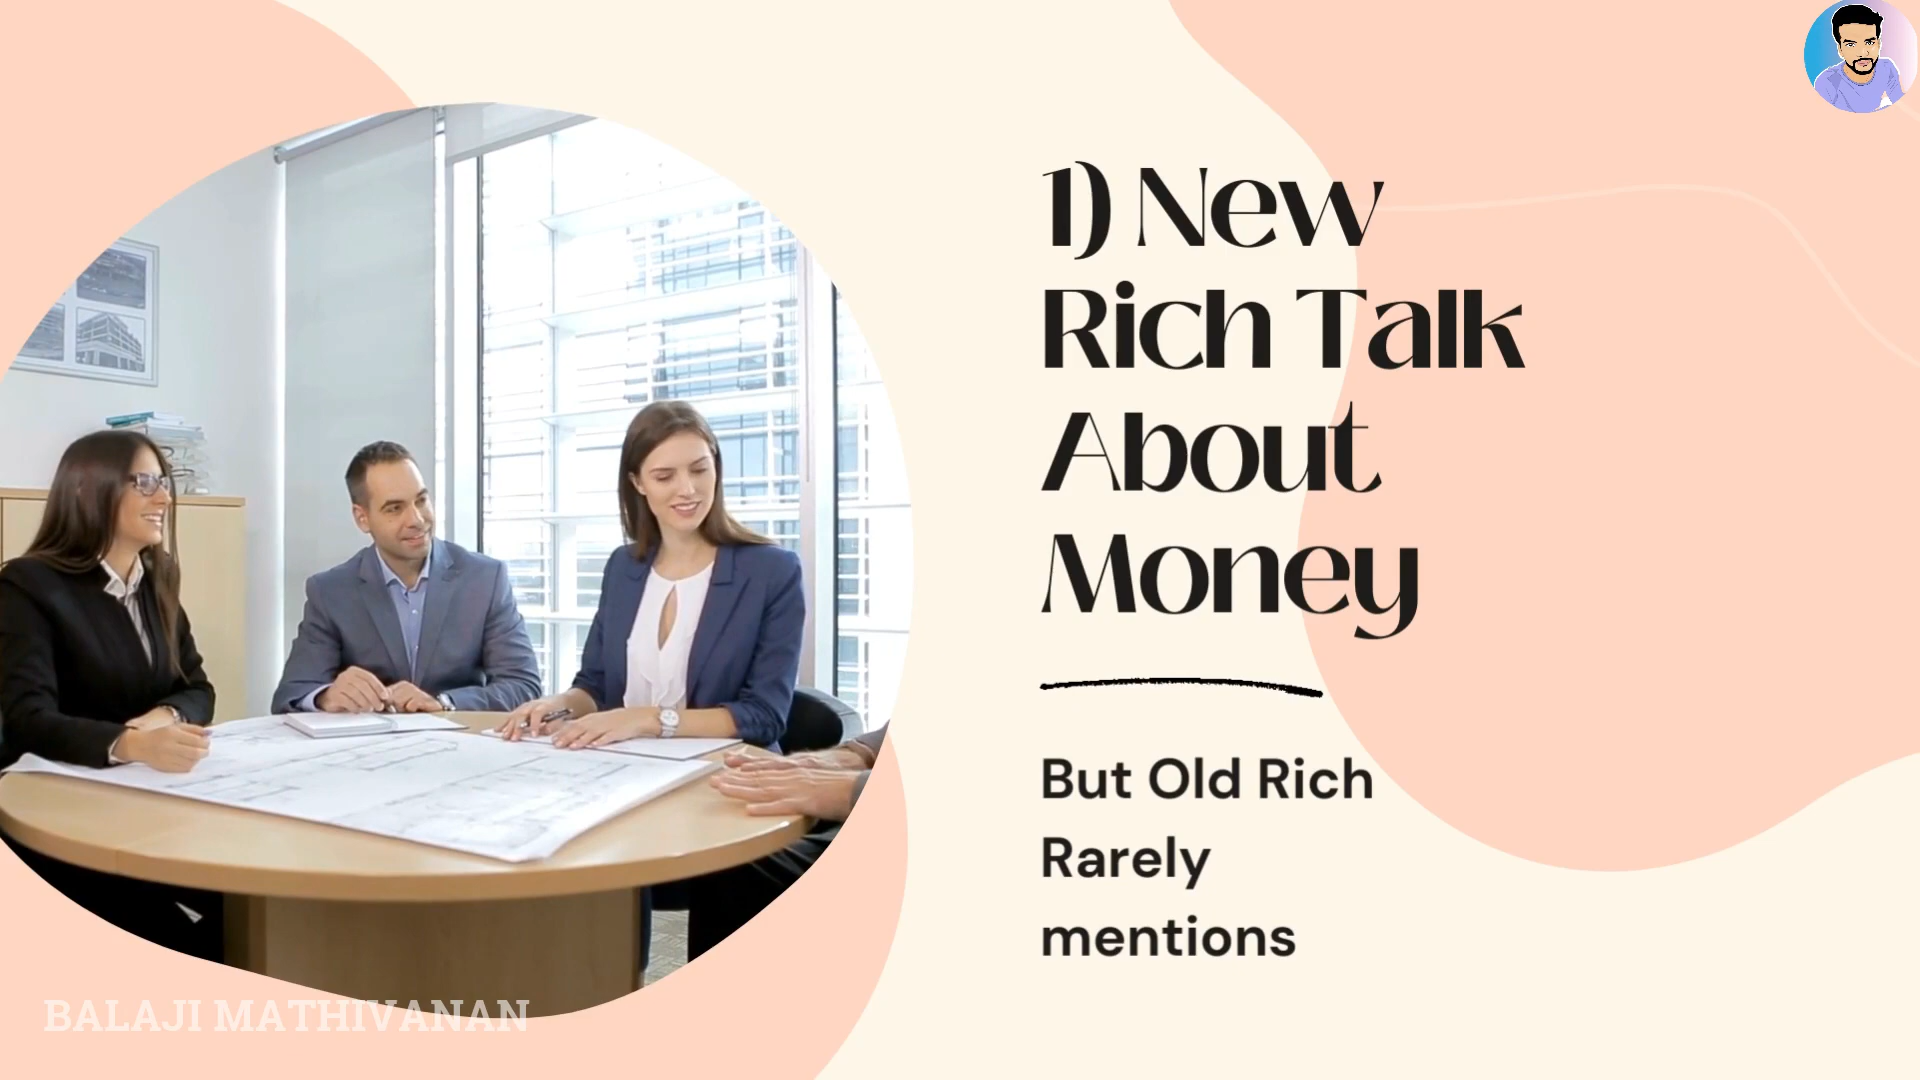 1) New
Rich Talk
About
Money
But Old Rich
Rarely
mentions
BALAJI MATHIVANAN